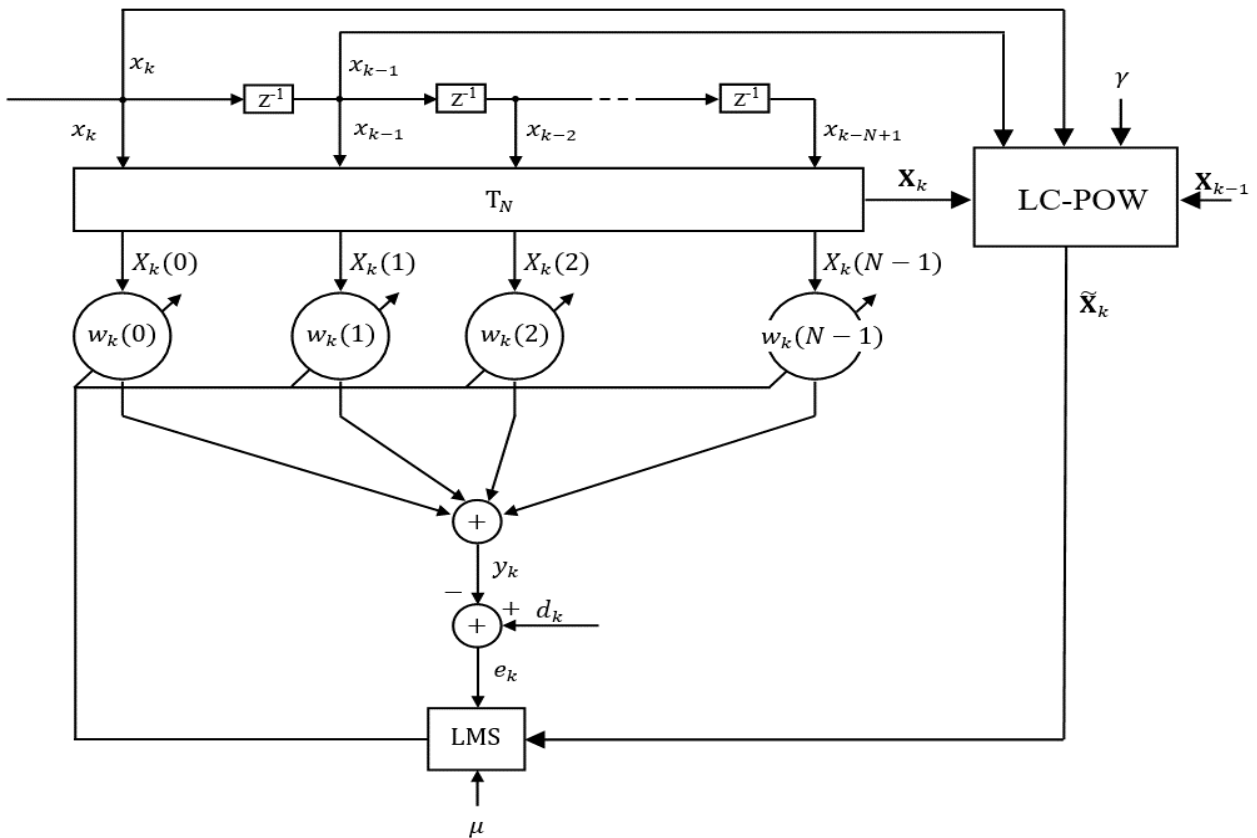 x_k x_{k-1} γ
z⁻¹ z⁻¹ z⁻¹
x_k x_{k-1} x_{k-2} x_{k-N+1}
T_N
𝐗_k
LC-POW
𝐗_{k-1}
X_k(0) X_k(1) X_k(2) X_k(N − 1)
w_k(0) w_k(1) w_k(2) w_k(N − 1)
𝐗̃_k
+
y_k
−
+ + d_k
e_k
LMS
μ